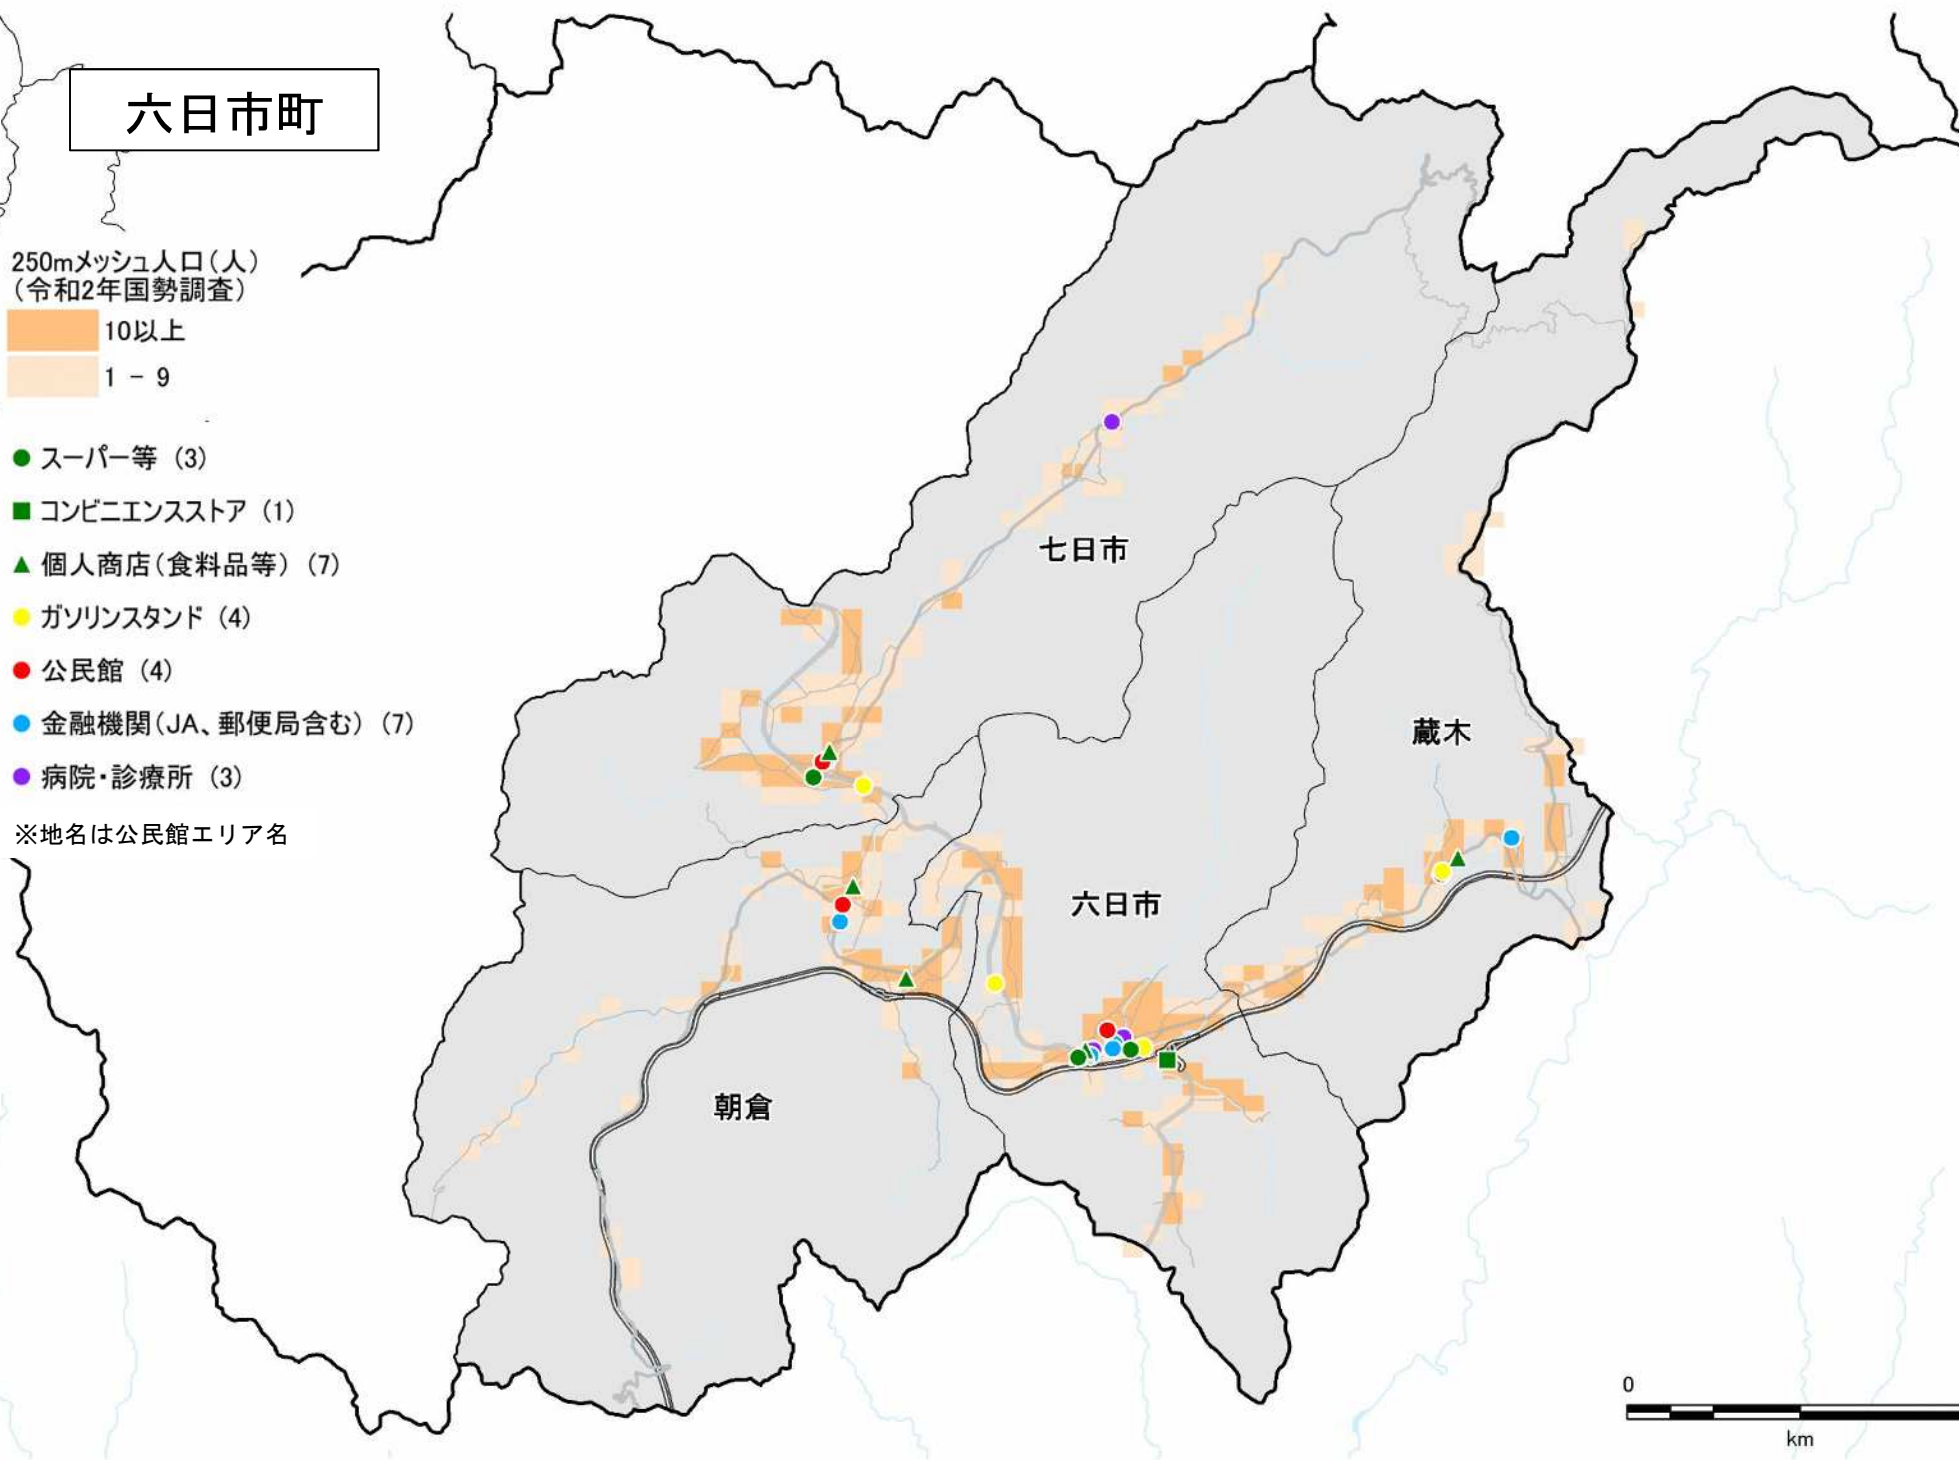 六日市町
250mメッシュ人口(人)
(令和2年国勢調査)
10以上
1 - 9
スーパー等 (3)
コンビニエンスストア (1)
個人商店(食料品等) (7)
ガソリンスタンド (4)
公民館 (4)
金融機関(JA、郵便局含む) (7)
病院・診療所 (3)
※地名は公民館エリア名
七日市
蔵木
六日市
朝倉
0
km